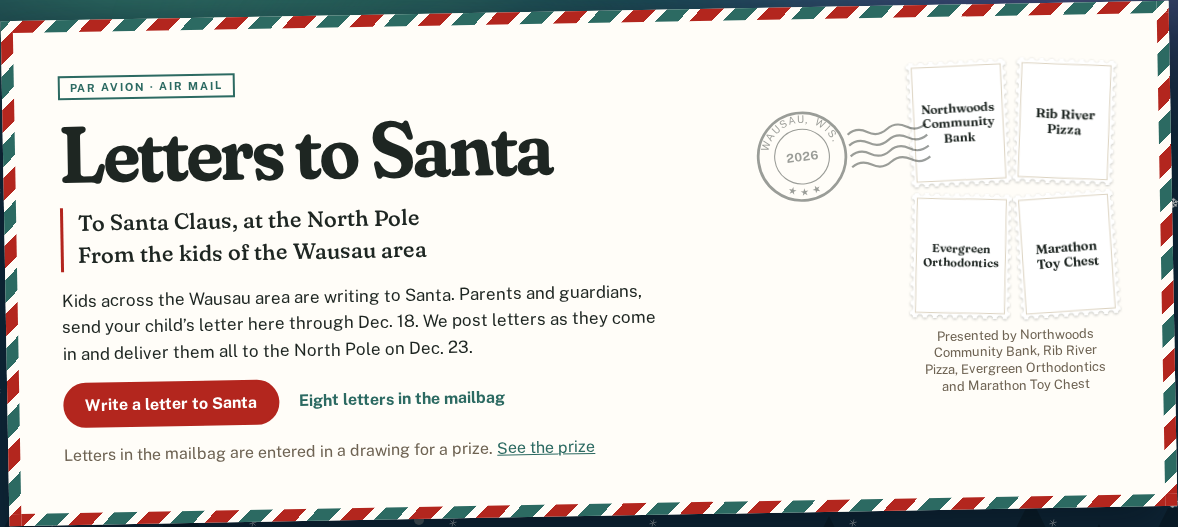 PAR AVION · AIR MAIL
Letters to Santa
To Santa Claus, at the North Pole
From the kids of the Wausau area
Kids across the Wausau area are writing to Santa. Parents and guardians,
send your child’s letter here through Dec. 18. We post letters as they come
in and deliver them all to the North Pole on Dec. 23.
Write a letter to Santa
Eight letters in the mailbag
Letters in the mailbag are entered in a drawing for a prize. See the prize
WAUSAU, WIS.
2026
Northwoods
Community
Bank
Rib River
Pizza
Evergreen
Orthodontics
Marathon
Toy Chest
Presented by Northwoods
Community Bank, Rib River
Pizza, Evergreen Orthodontics
and Marathon Toy Chest